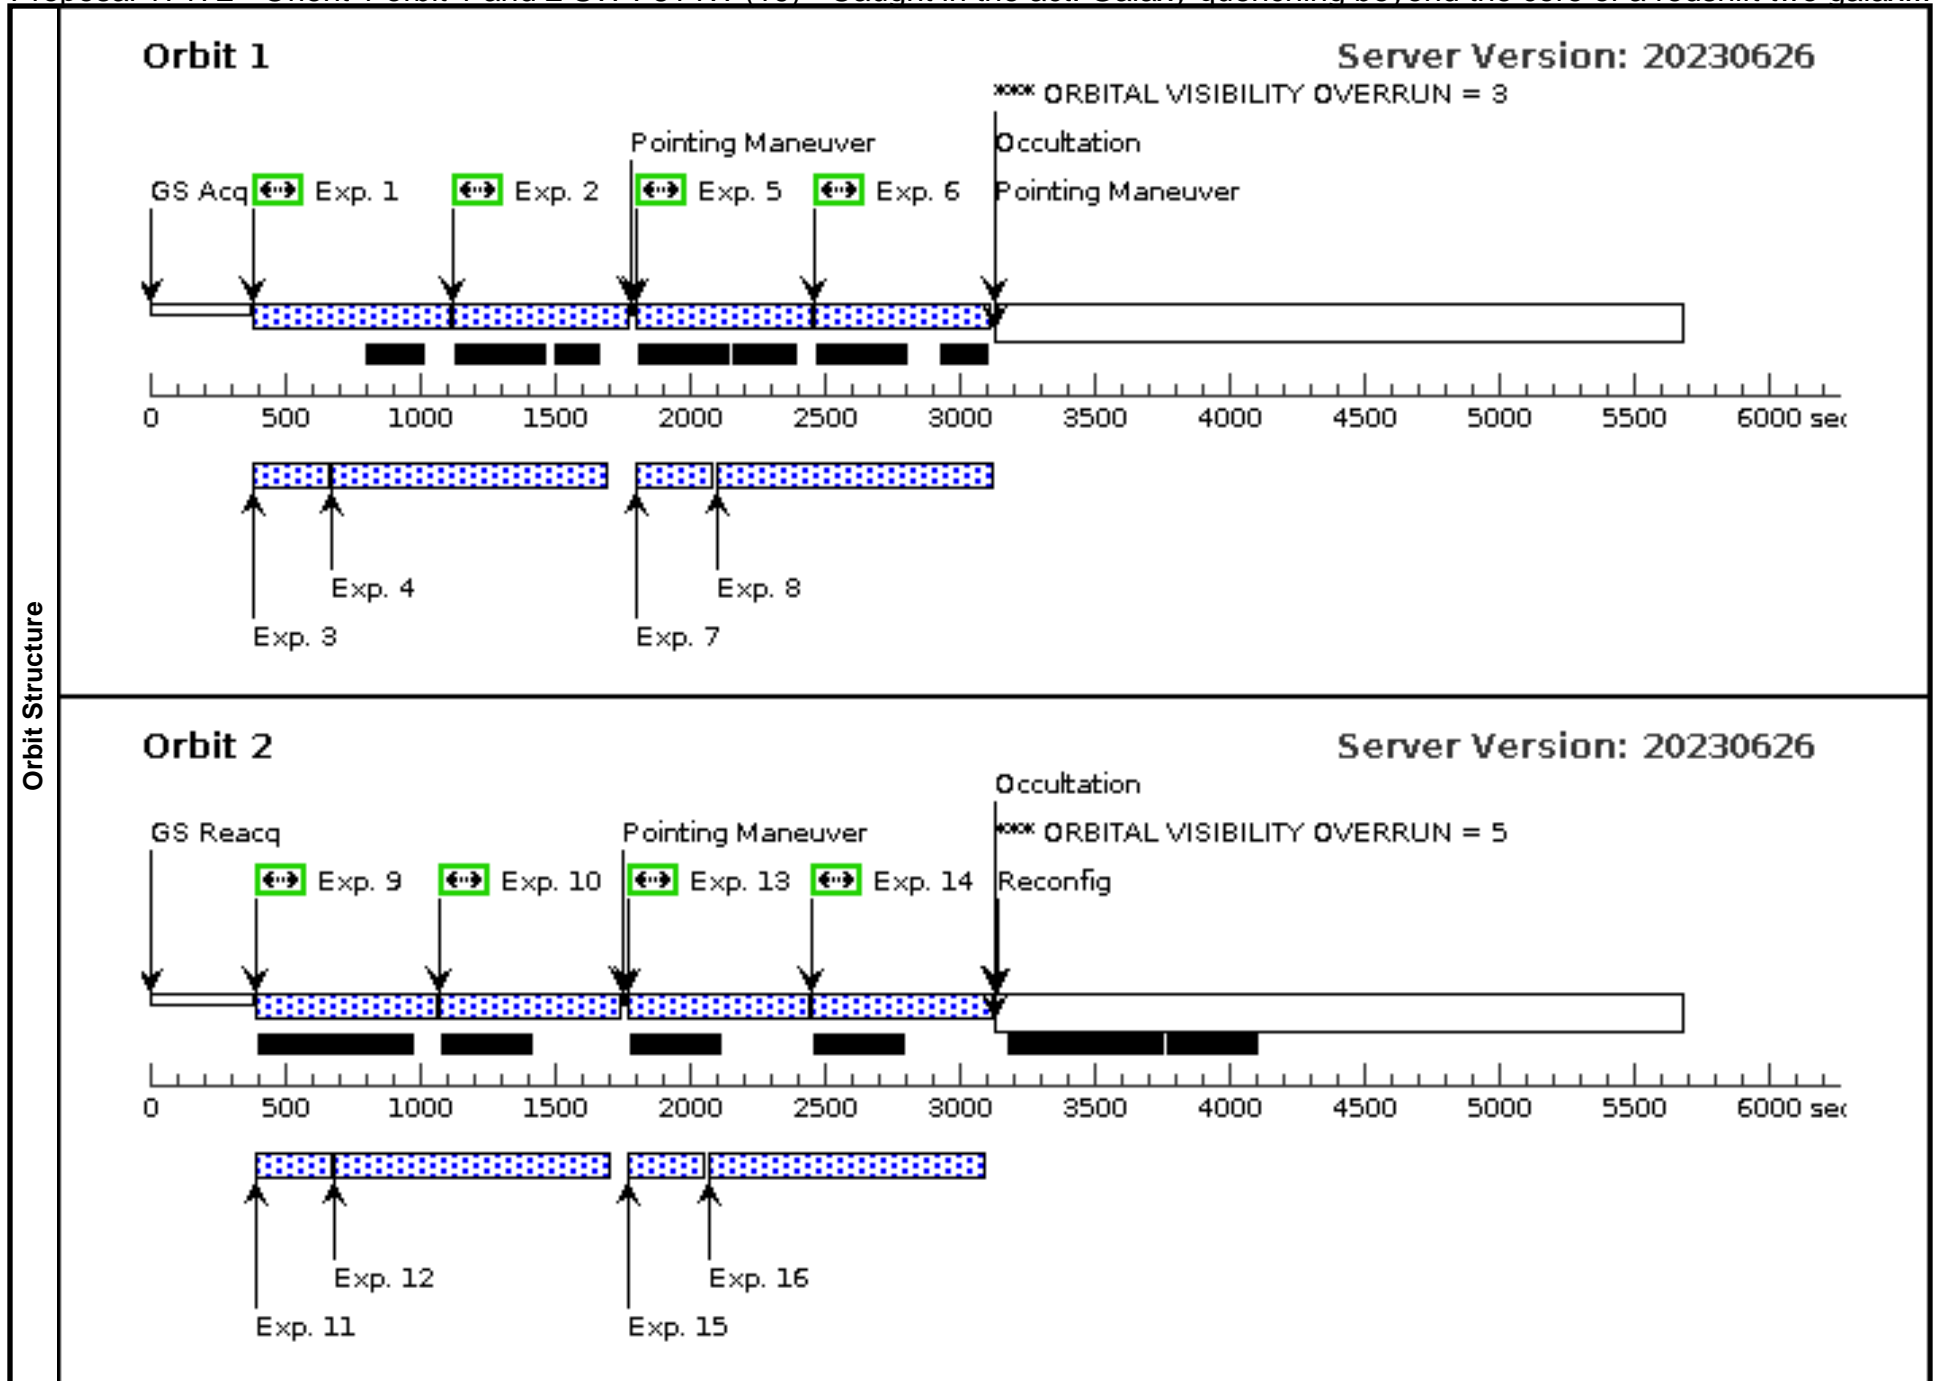 Orbit 1
Server Version: 20230626
*** ORBITAL VISIBILITY OVERRUN = 3
Pointing Maneuver
Occultation
GS Acq
Exp. 1
Exp. 2
Exp. 5
Exp. 6
Pointing Maneuver
0 500 1000 1500 2000 2500 3000 3500 4000 4500 5000 5500 6000
Exp. 4
Exp. 8
Exp. 3
Exp. 7
Orbit Structure
Orbit 2
Server Version: 20230626
Occultation
GS Reacq
Pointing Maneuver
*** ORBITAL VISIBILITY OVERRUN = 5
Exp. 9
Exp. 10
Exp. 13
Exp. 14
Reconfig
0 500 1000 1500 2000 2500 3000 3500 4000 4500 5000 5500 6000
Exp. 12
Exp. 16
Exp. 11
Exp. 15